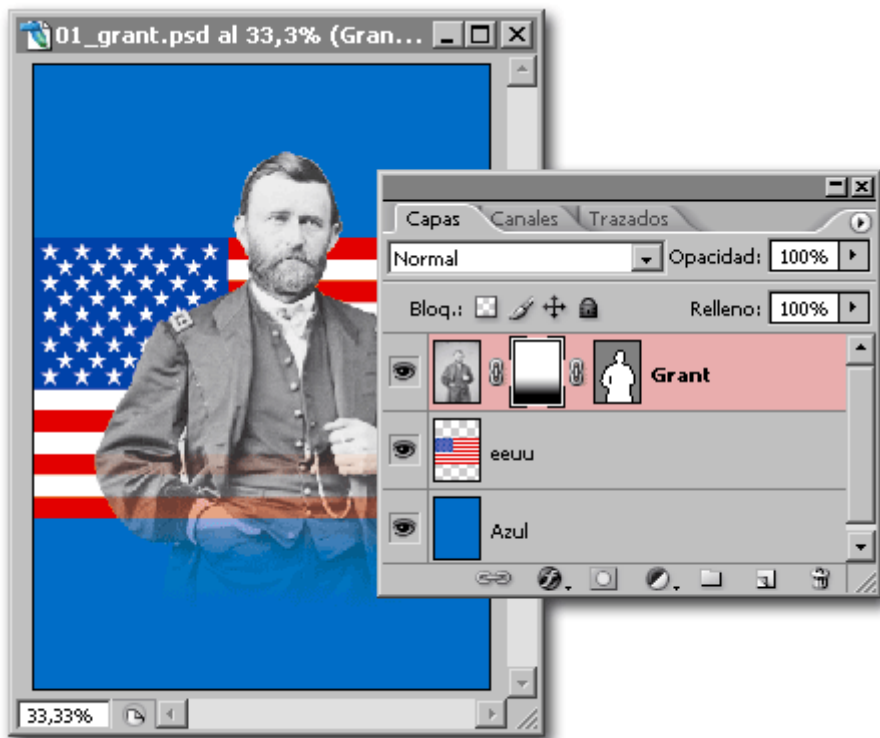 01_grant.psd al 33,3% (Gran...
Capas Canales Trazados
Normal Opacidad: 100%
Bloq.: Relleno: 100%
Grant
eeuu
Azul
33,33%